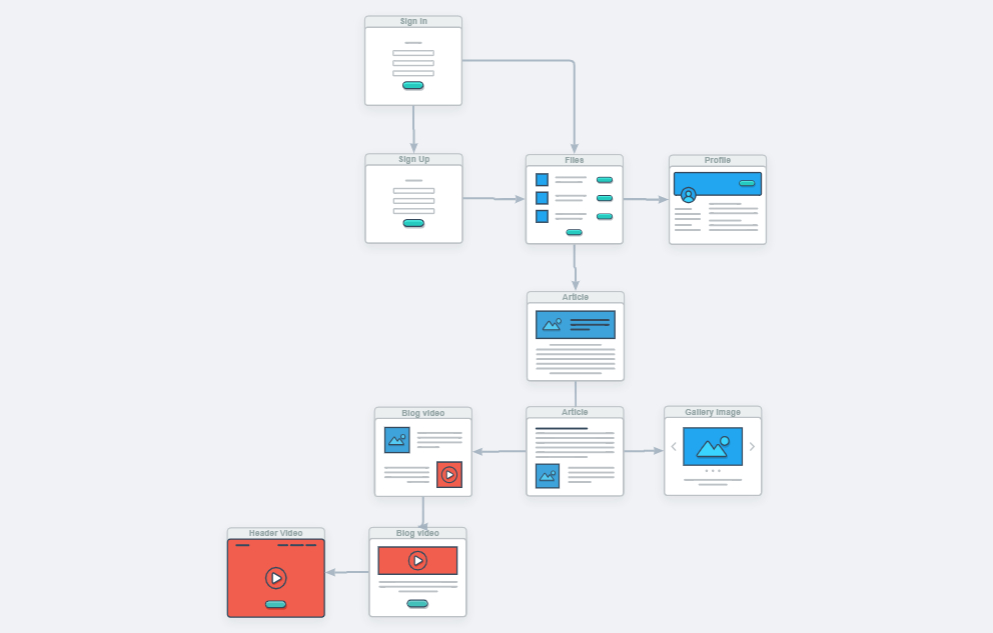 Sign In
Sign Up
Files
Profile
Article
Blog video
Article
Gallery Image
Header Video
Blog video